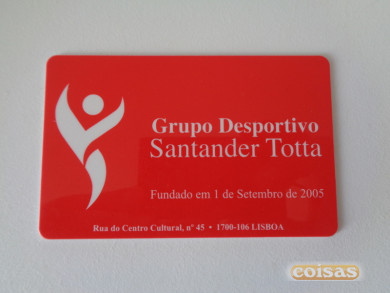 Grupo Desportivo
Santander Totta
Fundado em 1 de Setembro de 2005
Rua do Centro Cultural, nº 45 • 1700-106 LISBOA
coisas